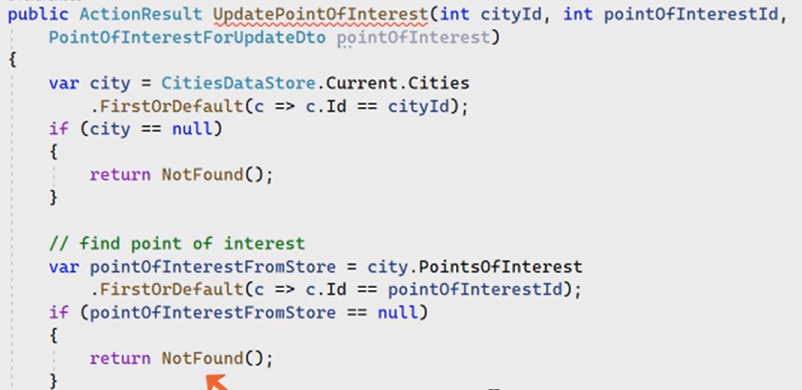 public ActionResult UpdatePointOfInterest(int cityId, int pointOfInterestId,
    PointOfInterestForUpdateDto pointOfInterest)
{
    var city = CitiesDataStore.Current.Cities
        .FirstOrDefault(c => c.Id == cityId);
    if (city == null)
    {
        return NotFound();
    }

    // find point of interest
    var pointOfInterestFromStore = city.PointsOfInterest
        .FirstOrDefault(c => c.Id == pointOfInterestId);
    if (pointOfInterestFromStore == null)
    {
        return NotFound();
    }